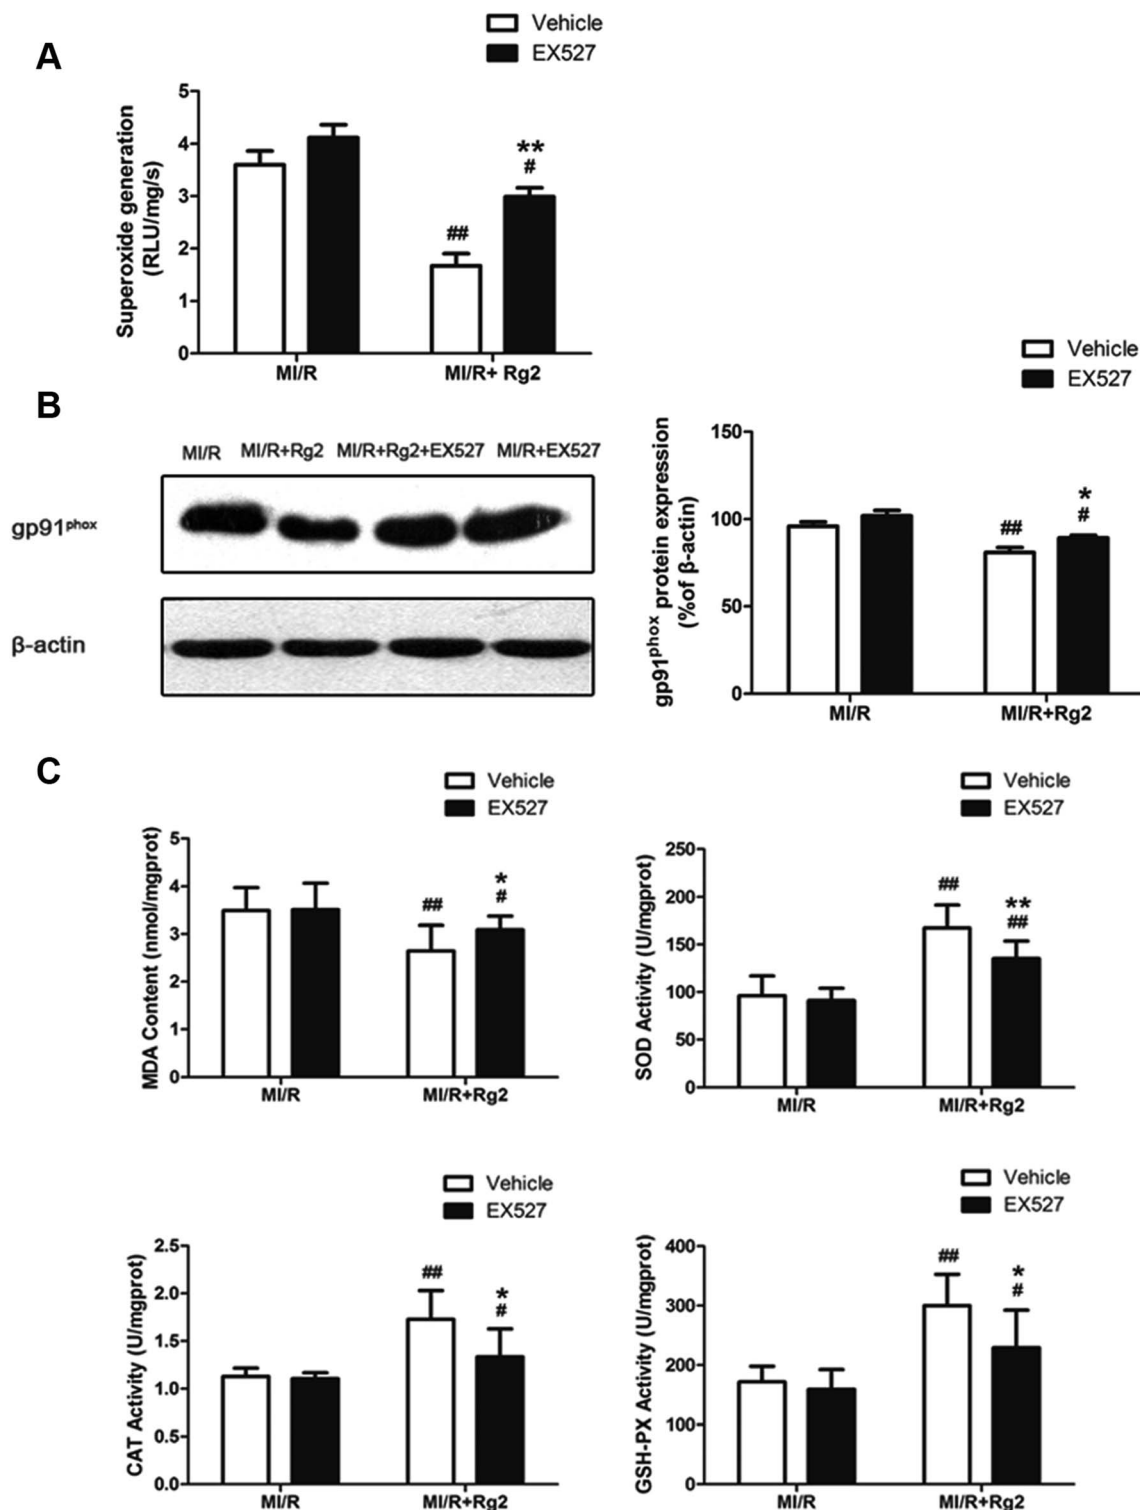 A
Vehicle
EX527
Superoxide generation
(RLU/mg/s)
5
4
3
2
1
0
##
**
#
MI/R
MI/R+ Rg2
B
MI/R
MI/R+Rg2
MI/R+Rg2+EX527
MI/R+EX527
gp91phox
β-actin
Vehicle
EX527
gp91phox protein expression
(%of β-actin)
150
100
50
0
##
*
#
MI/R
MI/R+Rg2
C
Vehicle
EX527
MDA Content (nmol/mgprot)
5
4
3
2
1
0
##
*
#
MI/R
MI/R+Rg2
Vehicle
EX527
SOD Activity (U/mgprot)
250
200
150
100
50
0
##
**
##
MI/R
MI/R+Rg2
Vehicle
EX527
CAT Activity (U/mgprot)
2.5
2.0
1.5
1.0
0.5
0.0
##
*
#
MI/R
MI/R+Rg2
Vehicle
EX527
GSH-PX Activity (U/mgprot)
400
300
200
100
0
##
*
#
MI/R
MI/R+Rg2